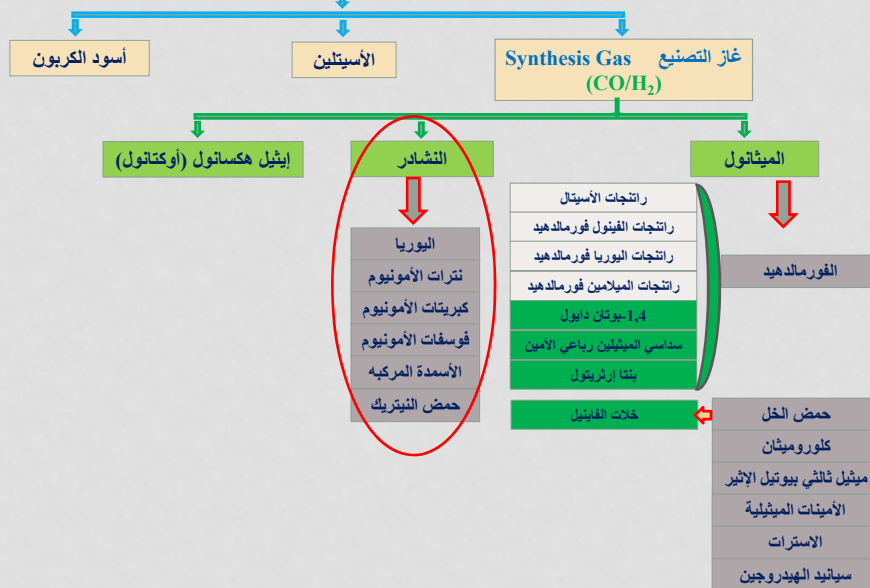 غاز التصنيع Synthesis Gas
(CO/H₂)
الأسيتلين
أسود الكربون
الميثانول
النشادر
إيثيل هكسانول (أوكتانول)
الفورمالدهيد
راتنجات الأسيتال
راتنجات الفينول فورمالدهيد
راتنجات اليوريا فورمالدهيد
راتنجات الميلامين فورمالدهيد
1,4-بوتان دايول
سداسي الميثيلين رباعي الأمين
بنتا إرثريتول
حمض الخل
خلات الفاينيل
كلوروميثان
ميثيل ثالثي بيوتيل الإثير
الأمينات الميثيلية
الاسترات
سيانيد الهيدروجين
اليوريا
نترات الأمونيوم
كبريتات الأمونيوم
فوسفات الأمونيوم
الأسمدة المركبه
حمض النيتريك